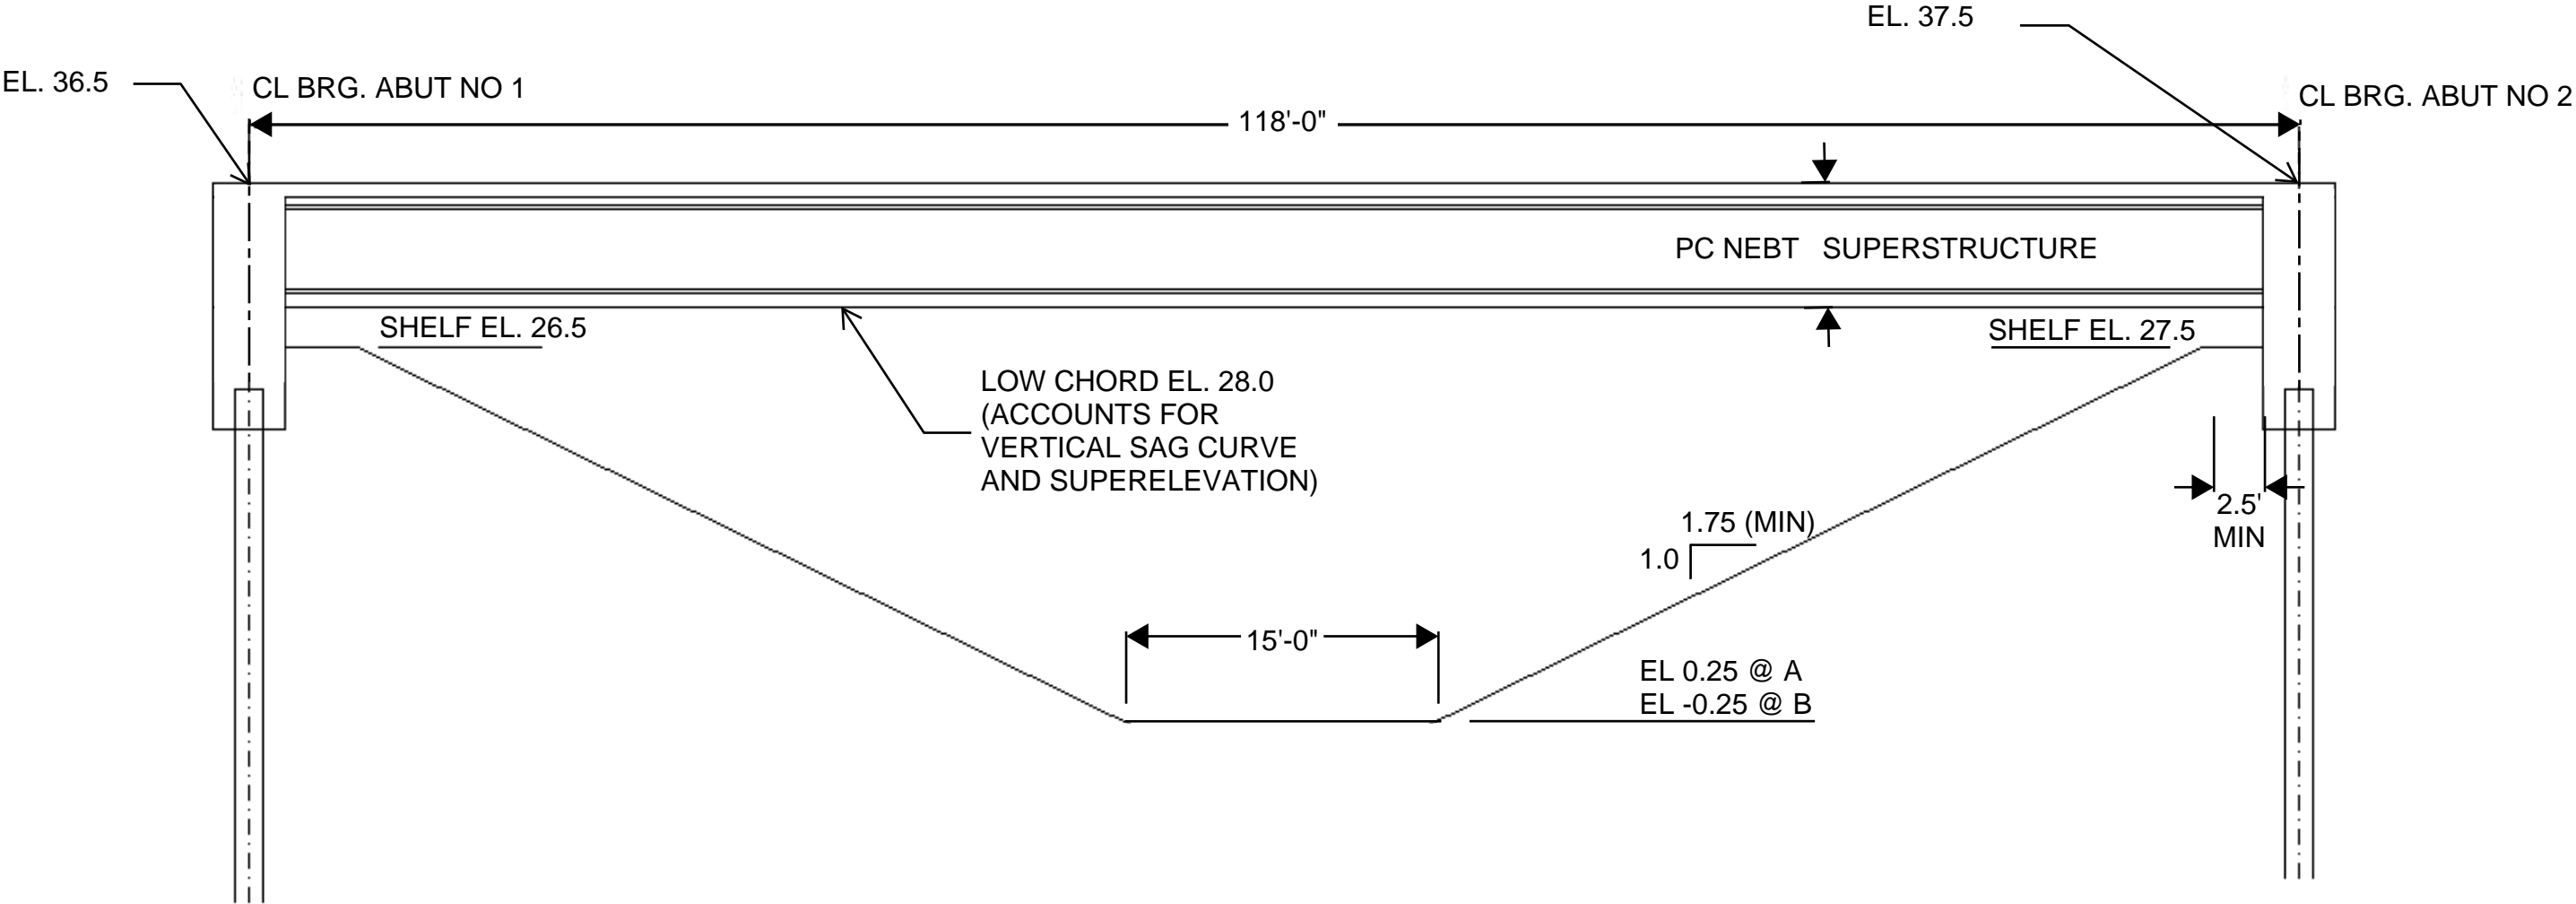 EL. 37.5
EL. 36.5
CL BRG. ABUT NO 1
CL BRG. ABUT NO 2
118'-0"
PC NEBT SUPERSTRUCTURE
SHELF EL. 26.5
SHELF EL. 27.5
LOW CHORD EL. 28.0
(ACCOUNTS FOR
VERTICAL SAG CURVE
AND SUPERELEVATION)
2.5'
MIN
1.75 (MIN)
1.0
15'-0"
EL 0.25 @ A
EL -0.25 @ B